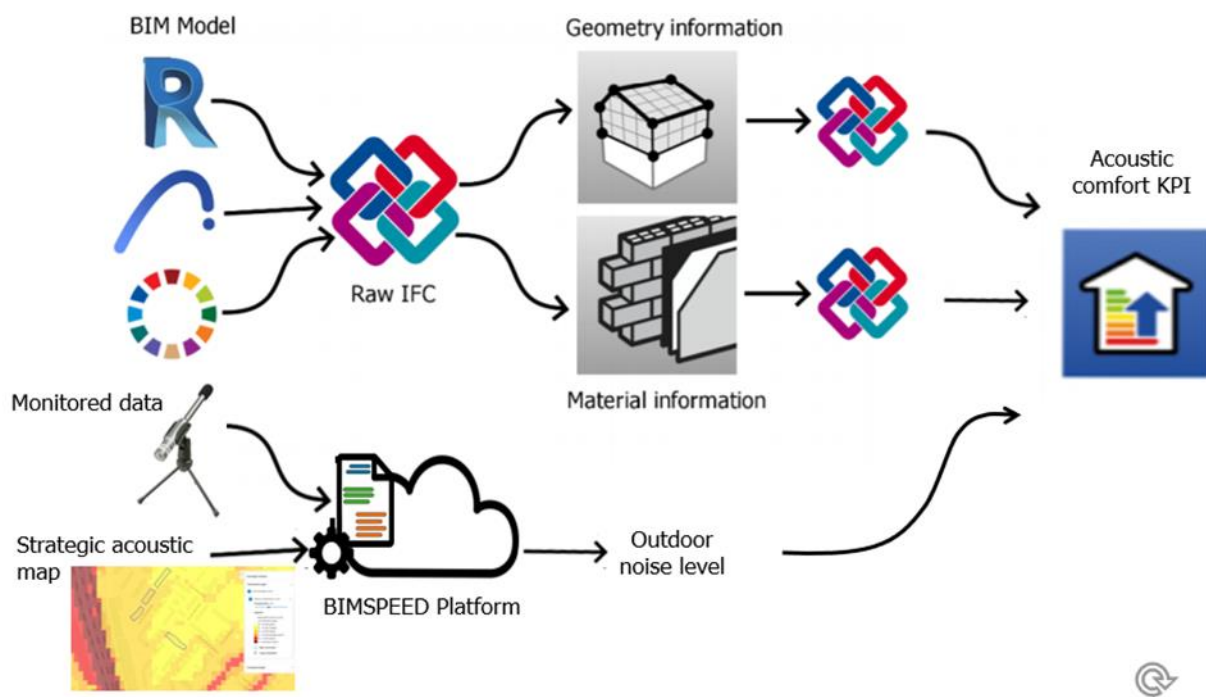 BIM Model
Geometry information
Raw IFC
Acoustic
comfort KPI
Material information
Monitored data
Strategic acoustic
map
BIMSPEED Platform
Outdoor
noise level